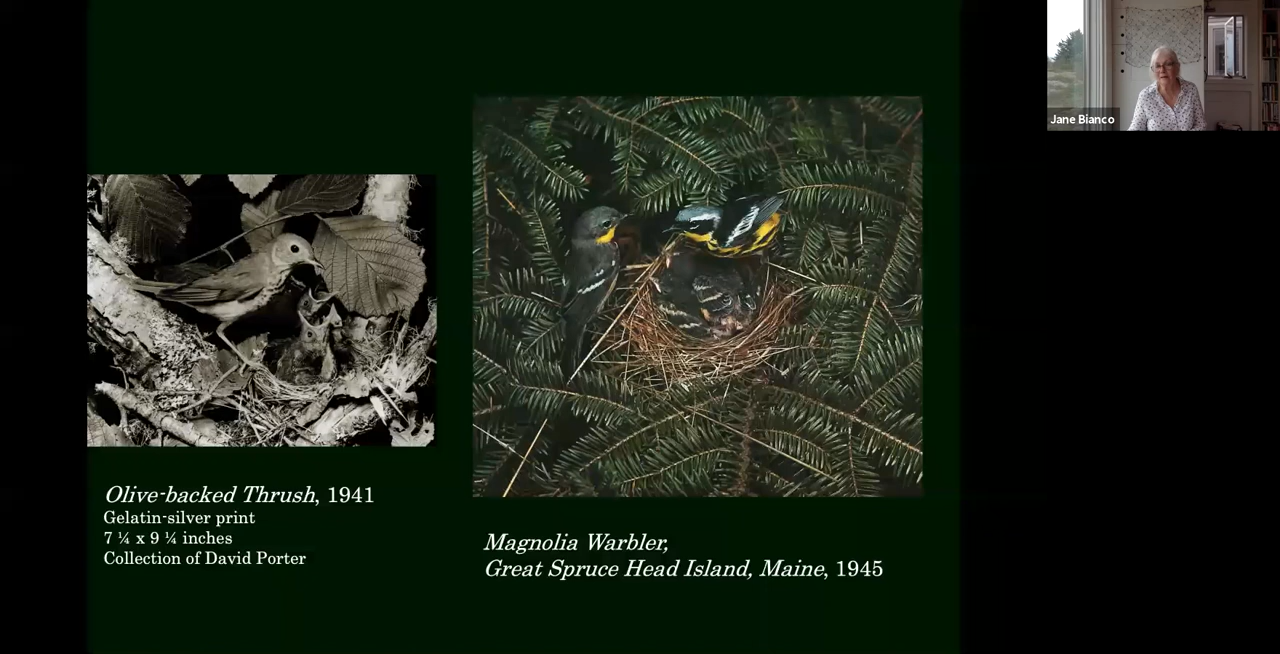 Jane Bianco
Olive-backed Thrush, 1941
Gelatin-silver print
7 ¼ x 9 ¼ inches
Collection of David Porter
Magnolia Warbler,
Great Spruce Head Island, Maine, 1945